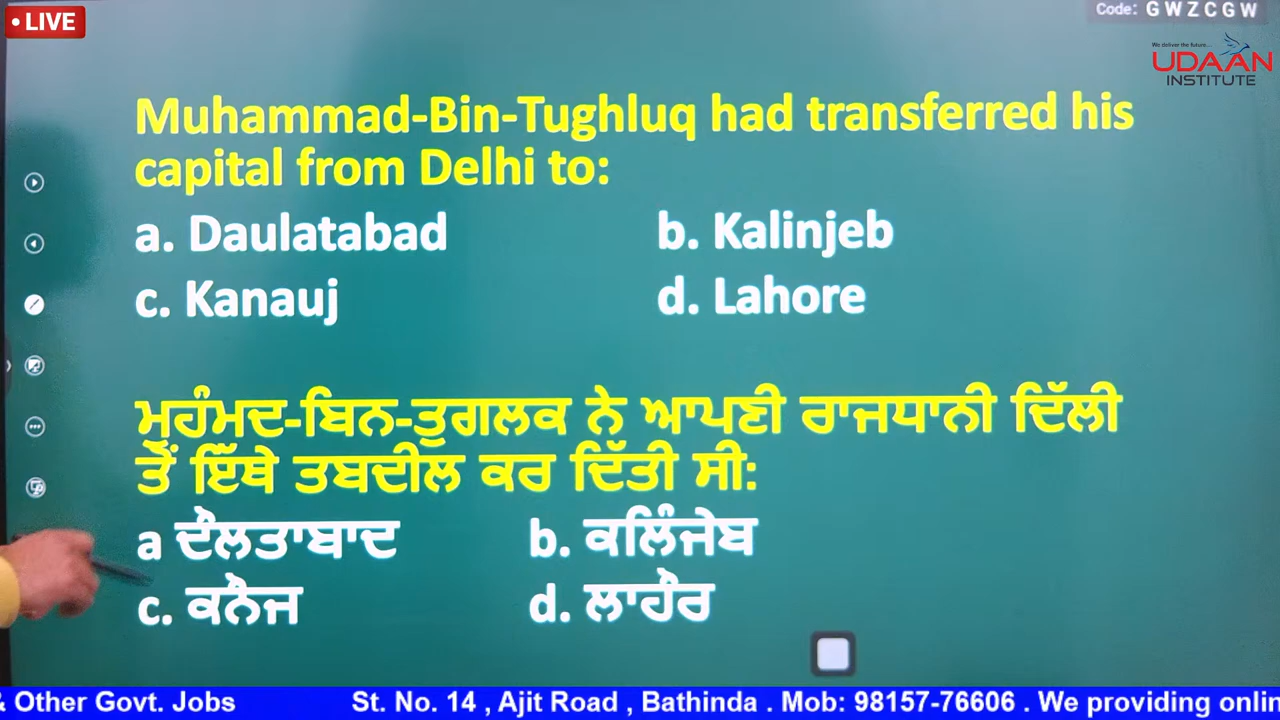 • LIVE
Code: G W Z C G W
We deliver the future...
UDAAN
INSTITUTE
Muhammad-Bin-Tughluq had transferred his
capital from Delhi to:
a. Daulatabad b. Kalinjeb
c. Kanauj d. Lahore
ਮੁਹੰਮਦ-ਬਿਨ-ਤੁਗਲਕ ਨੇ ਆਪਣੀ ਰਾਜਧਾਨੀ ਦਿੱਲੀ
ਤੋਂ ਇੱਥੇ ਤਬਦੀਲ ਕਰ ਦਿੱਤੀ ਸੀ:
a ਦੌਲਤਾਬਾਦ b. ਕਲਿੰਜੇਬ
c. ਕਨੌਜ d. ਲਾਹੌਰ
& Other Govt. Jobs St. No. 14 , Ajit Road , Bathinda . Mob: 98157-76606 . We providing onlin